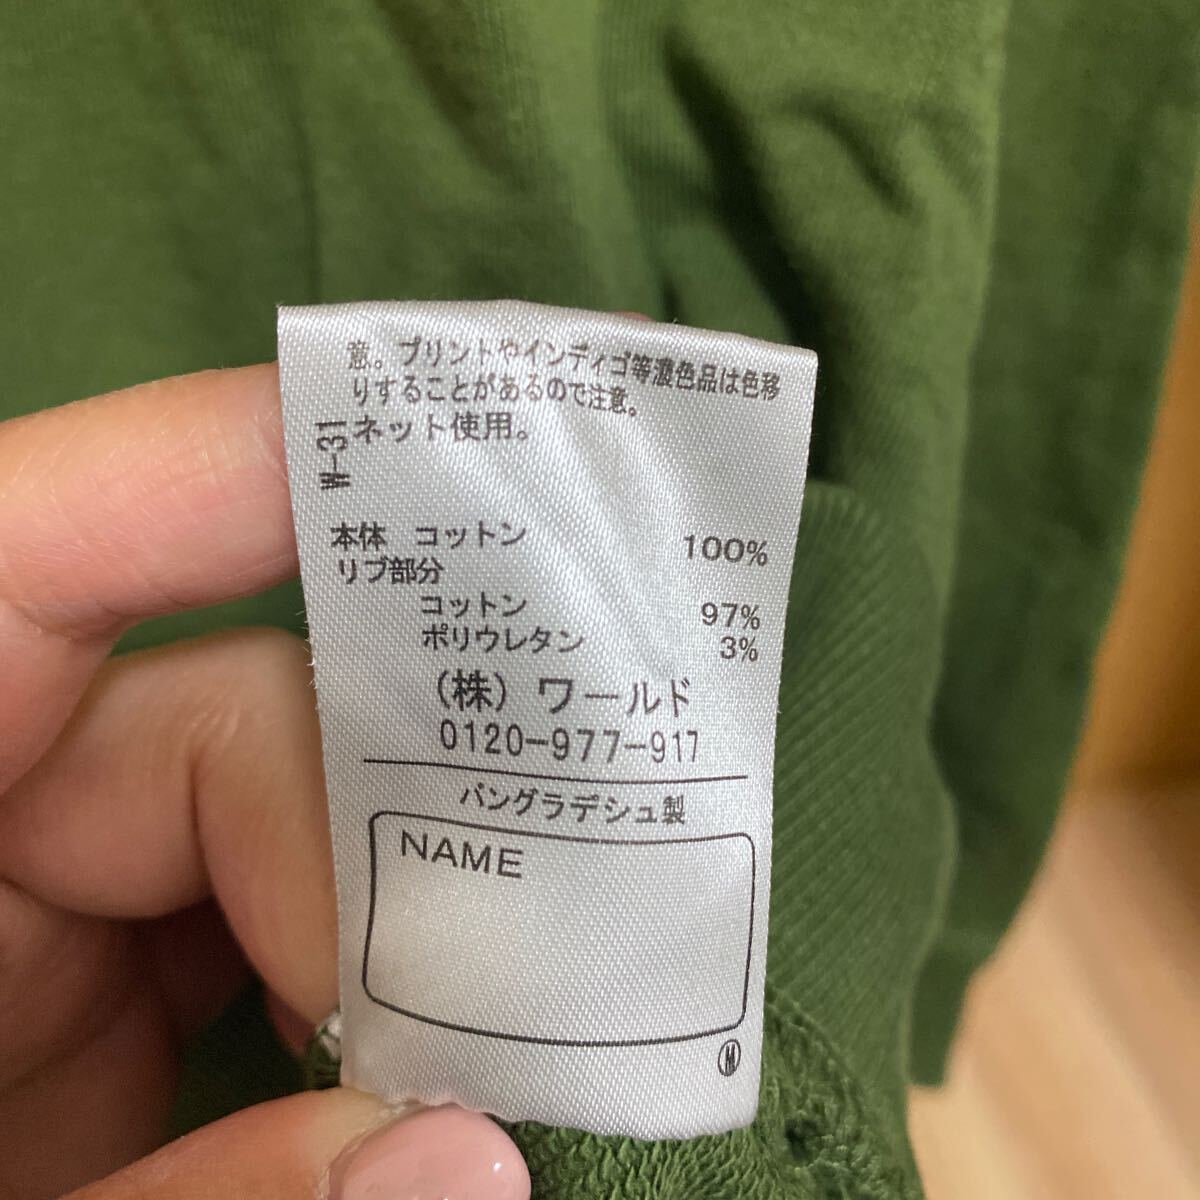 意。プリントやインディゴ等濃色品は色移
りすることがあるので注意。
ネット使用。
W-31
本体 コットン 100%
リブ部分
コットン 97%
ポリウレタン 3%
(株) ワールド
0120-977-917
バングラデシュ製
NAME
M